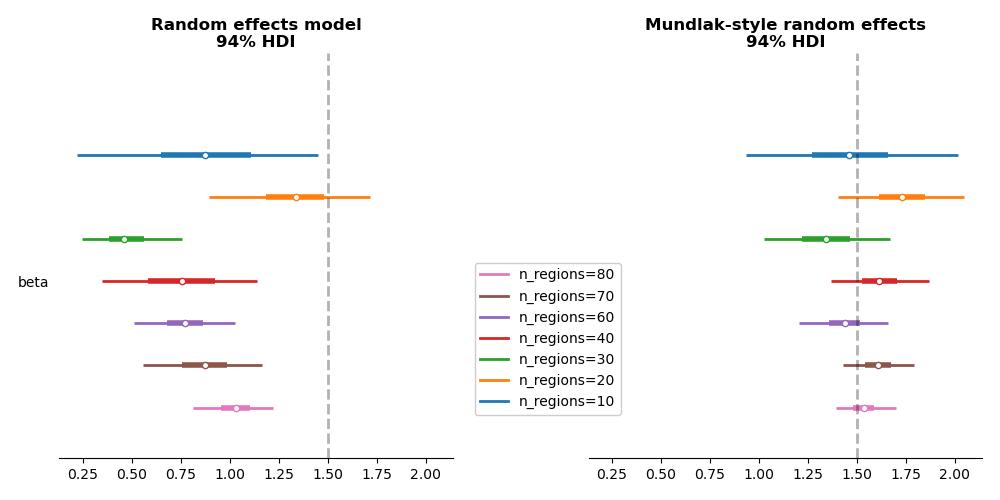 Random effects model
94% HDI
Mundlak-style random effects
94% HDI
beta
n_regions=80
n_regions=70
n_regions=60
n_regions=40
n_regions=30
n_regions=20
n_regions=10
0.25 0.50 0.75 1.00 1.25 1.50 1.75 2.00
0.25 0.50 0.75 1.00 1.25 1.50 1.75 2.00